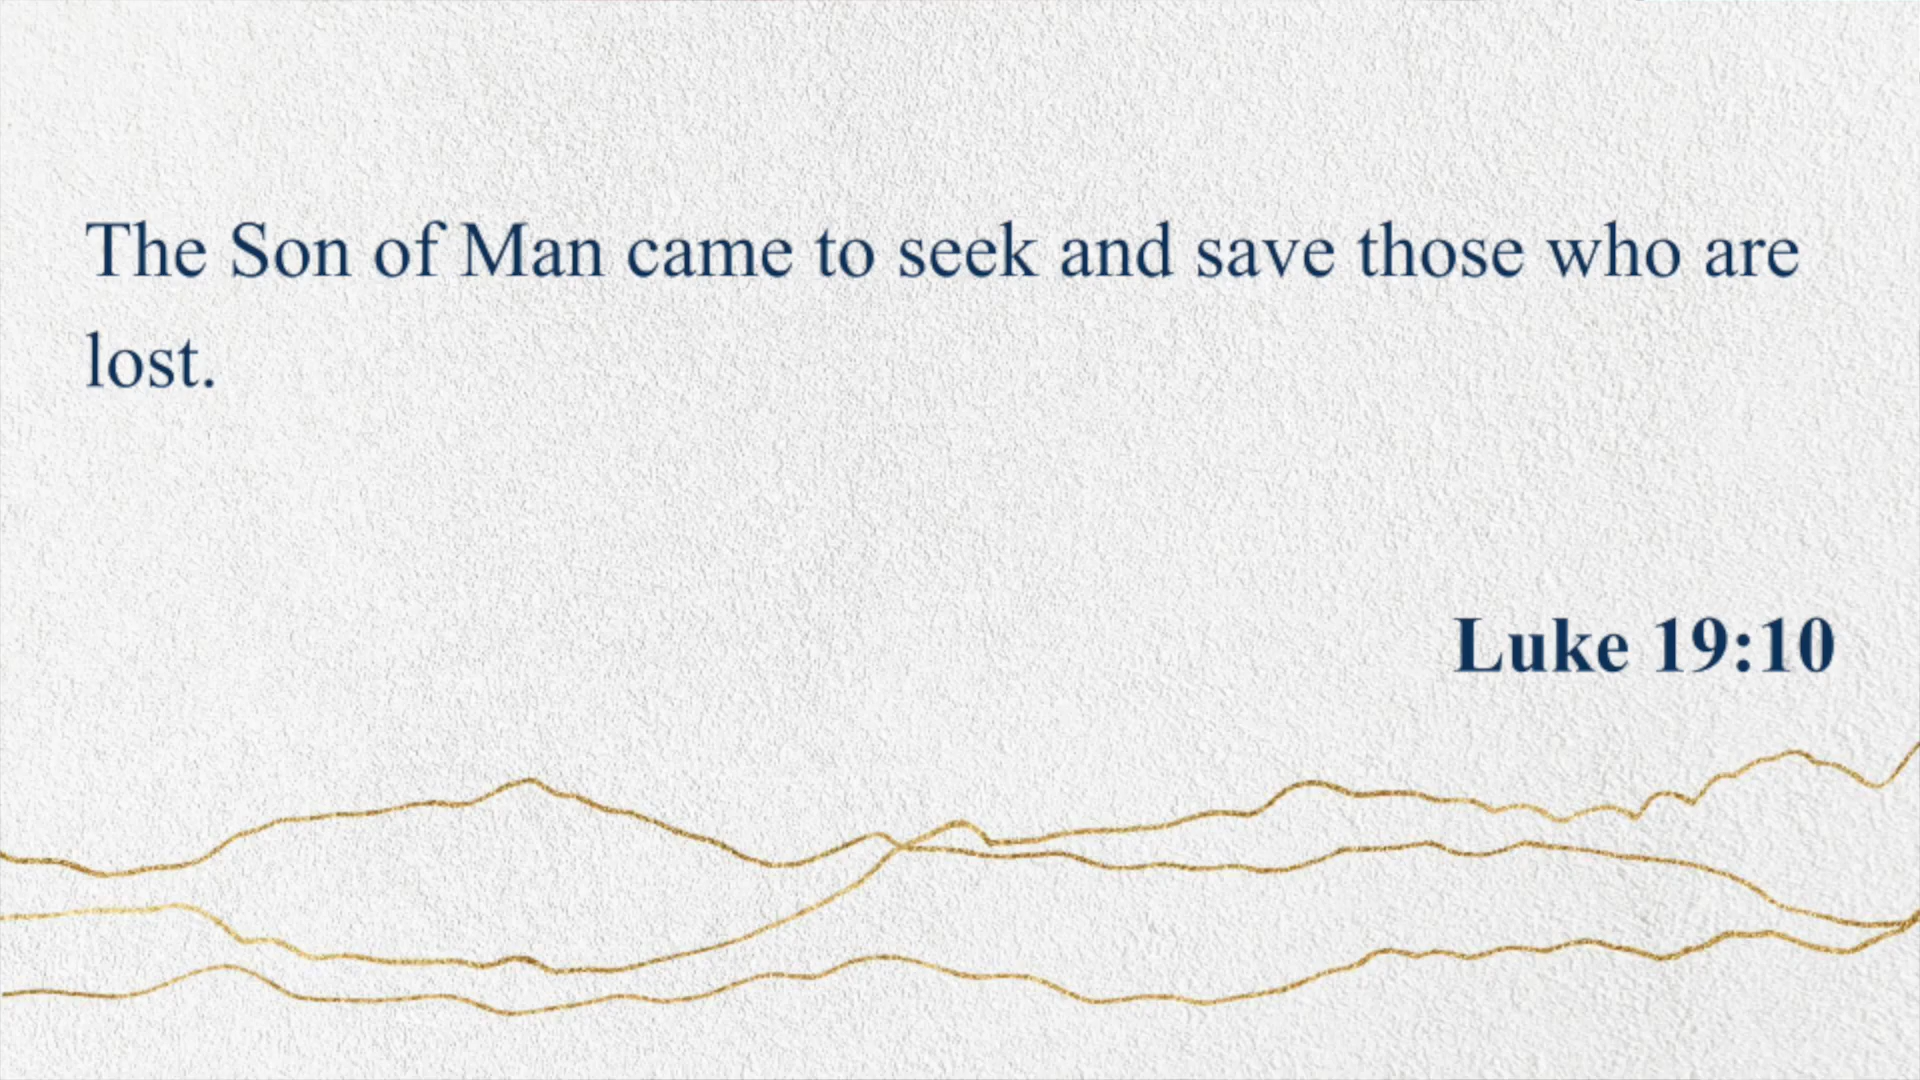 The Son of Man came to seek and save those who are
lost.
Luke 19:10